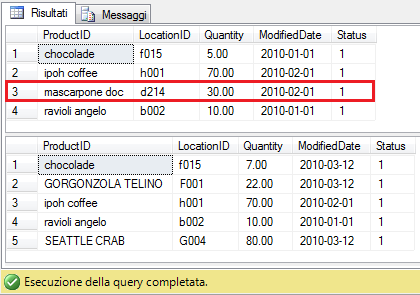 Risultati Messaggi
ProductID LocationID Quantity ModifiedDate Status
1 chocolade f015 5.00 2010-01-01 1
2 ipoh coffee h001 70.00 2010-02-01 1
3 mascarpone doc d214 30.00 2010-02-01 1
4 ravioli angelo b002 10.00 2010-01-01 1
ProductID LocationID Quantity ModifiedDate Status
1 chocolade f015 7.00 2010-03-12 1
2 GORGONZOLA TELINO F001 22.00 2010-03-12 1
3 ipoh coffee h001 70.00 2010-02-01 1
4 ravioli angelo b002 10.00 2010-01-01 1
5 SEATTLE CRAB G004 80.00 2010-03-12 1
Esecuzione della query completata.